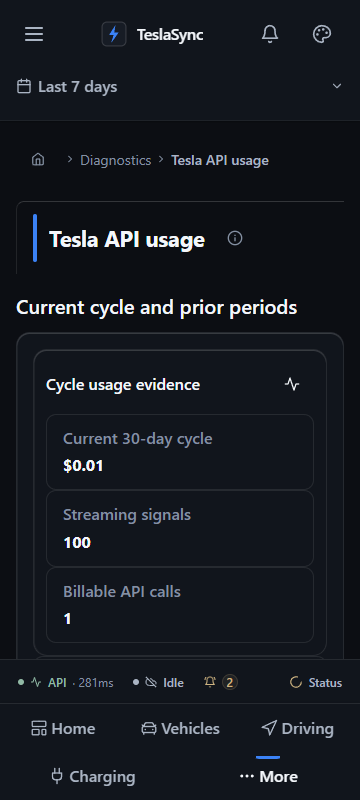 TeslaSync
Last 7 days
Diagnostics
Tesla API usage
Tesla API usage
Current cycle and prior periods
Cycle usage evidence
Current 30-day cycle
$0.01
Streaming signals
100
Billable API calls
1
API · 281ms
Idle
2
Status
Home
Vehicles
Driving
Charging
More